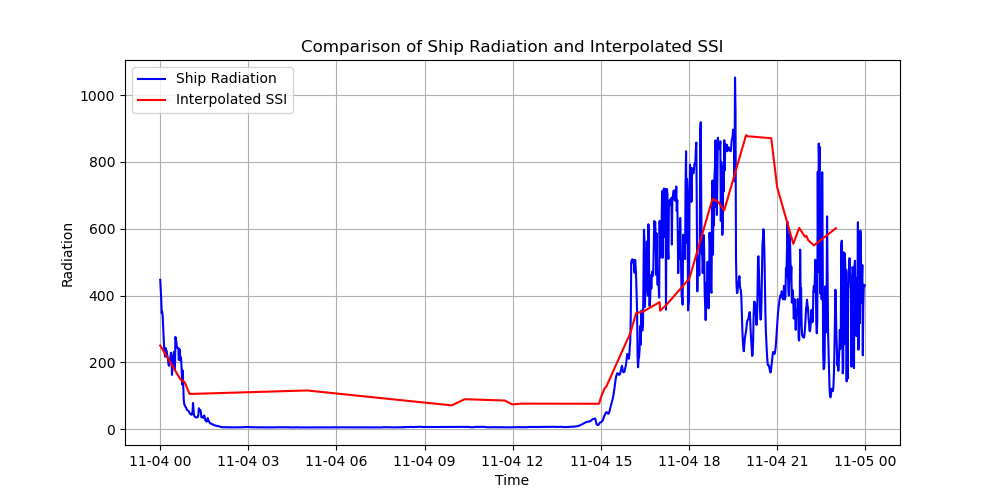 Comparison of Ship Radiation and Interpolated SSI
Ship Radiation
Interpolated SSI
Radiation
1000
800
600
400
200
0
11-04 00 11-04 03 11-04 06 11-04 09 11-04 12 11-04 15 11-04 18 11-04 21 11-05 00
Time